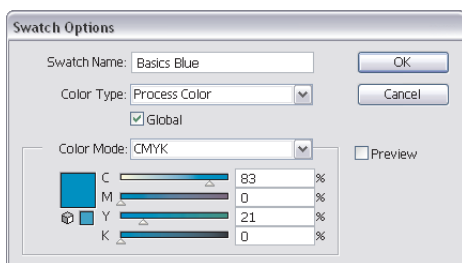 Swatch Options
Swatch Name: Basics Blue
OK
Color Type: Process Color
Cancel
Global
Color Mode: CMYK
Preview
C 83 %
M 0 %
Y 21 %
K 0 %